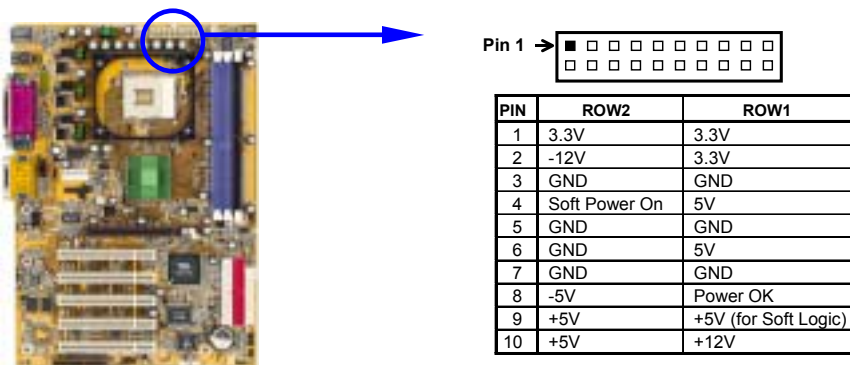 Pin 1
PIN ROW2 ROW1
1 3.3V 3.3V
2 -12V 3.3V
3 GND GND
4 Soft Power On 5V
5 GND GND
6 GND 5V
7 GND GND
8 -5V Power OK
9 +5V +5V (for Soft Logic)
10 +5V +12V